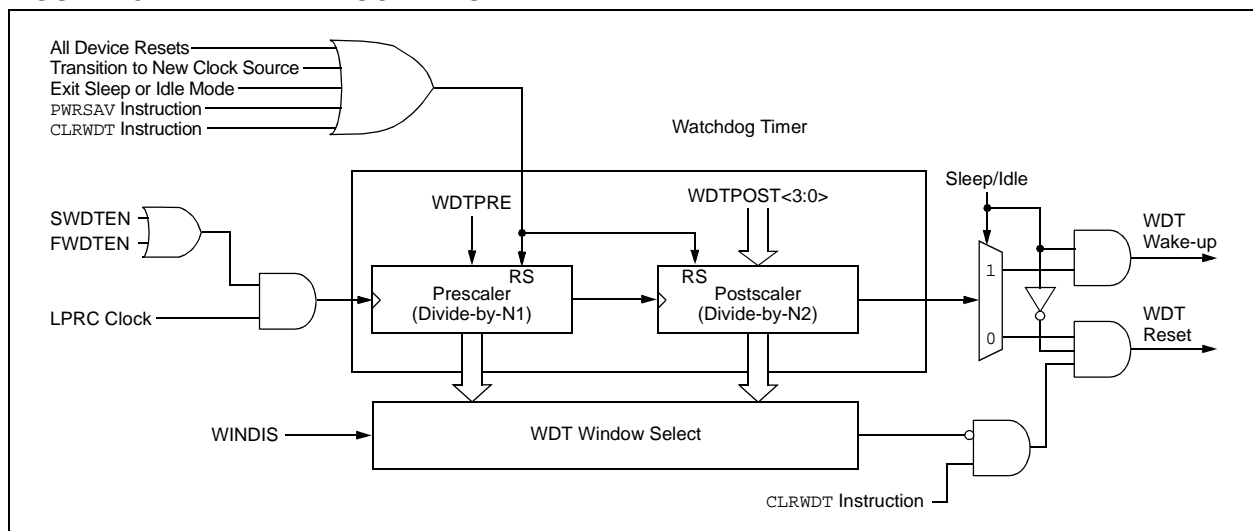 All Device Resets
Transition to New Clock Source
Exit Sleep or Idle Mode
PWRSAV Instruction
CLRWDT Instruction
Watchdog Timer
Sleep/Idle
WDTPRE
WDTPOST<3:0>
SWDTEN
FWDTEN
WDT
Wake-up
RS
RS
1
Prescaler
(Divide-by-N1)
Postscaler
(Divide-by-N2)
LPRC Clock
0
WDT
Reset
WINDIS
WDT Window Select
CLRWDT Instruction